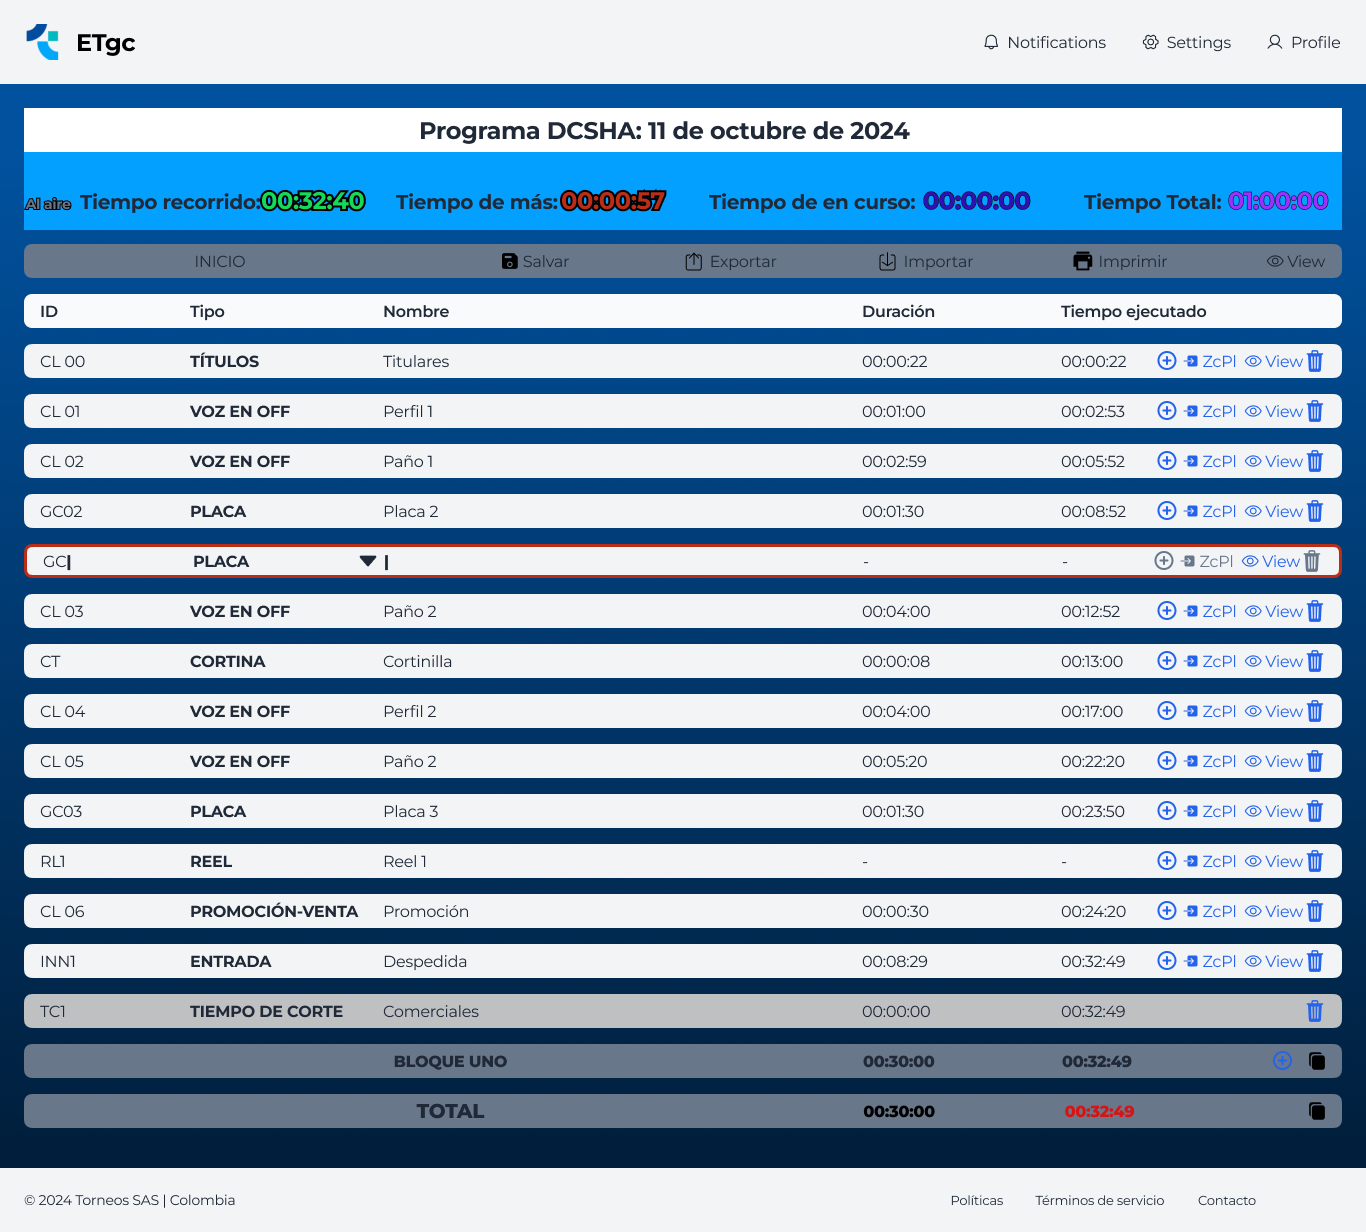 ETgc Notifications Settings Profile
Programa DCSHA: 11 de octubre de 2024
Al aire Tiempo recorrido: 00:32:40 Tiempo de más: 00:00:57 Tiempo de en curso: 00:00:00 Tiempo Total: 01:00:00
INICIO Salvar Exportar Importar Imprimir View
ID Tipo Nombre Duración Tiempo ejecutado
CL 00 TÍTULOS Titulares 00:00:22 00:00:22 ZcPl View
CL 01 VOZ EN OFF Perfil 1 00:01:00 00:02:53 ZcPl View
CL 02 VOZ EN OFF Paño 1 00:02:59 00:05:52 ZcPl View
GC02 PLACA Placa 2 00:01:30 00:08:52 ZcPl View
GC| PLACA | - - ZcPl View
CL 03 VOZ EN OFF Paño 2 00:04:00 00:12:52 ZcPl View
CT CORTINA Cortinilla 00:00:08 00:13:00 ZcPl View
CL 04 VOZ EN OFF Perfil 2 00:04:00 00:17:00 ZcPl View
CL 05 VOZ EN OFF Paño 2 00:05:20 00:22:20 ZcPl View
GC03 PLACA Placa 3 00:01:30 00:23:50 ZcPl View
RL1 REEL Reel 1 - - ZcPl View
CL 06 PROMOCIÓN-VENTA Promoción 00:00:30 00:24:20 ZcPl View
INN1 ENTRADA Despedida 00:08:29 00:32:49 ZcPl View
TC1 TIEMPO DE CORTE Comerciales 00:00:00 00:32:49
BLOQUE UNO 00:30:00 00:32:49
TOTAL 00:30:00 00:32:49
© 2024 Torneos SAS | Colombia Políticas Términos de servicio Contacto